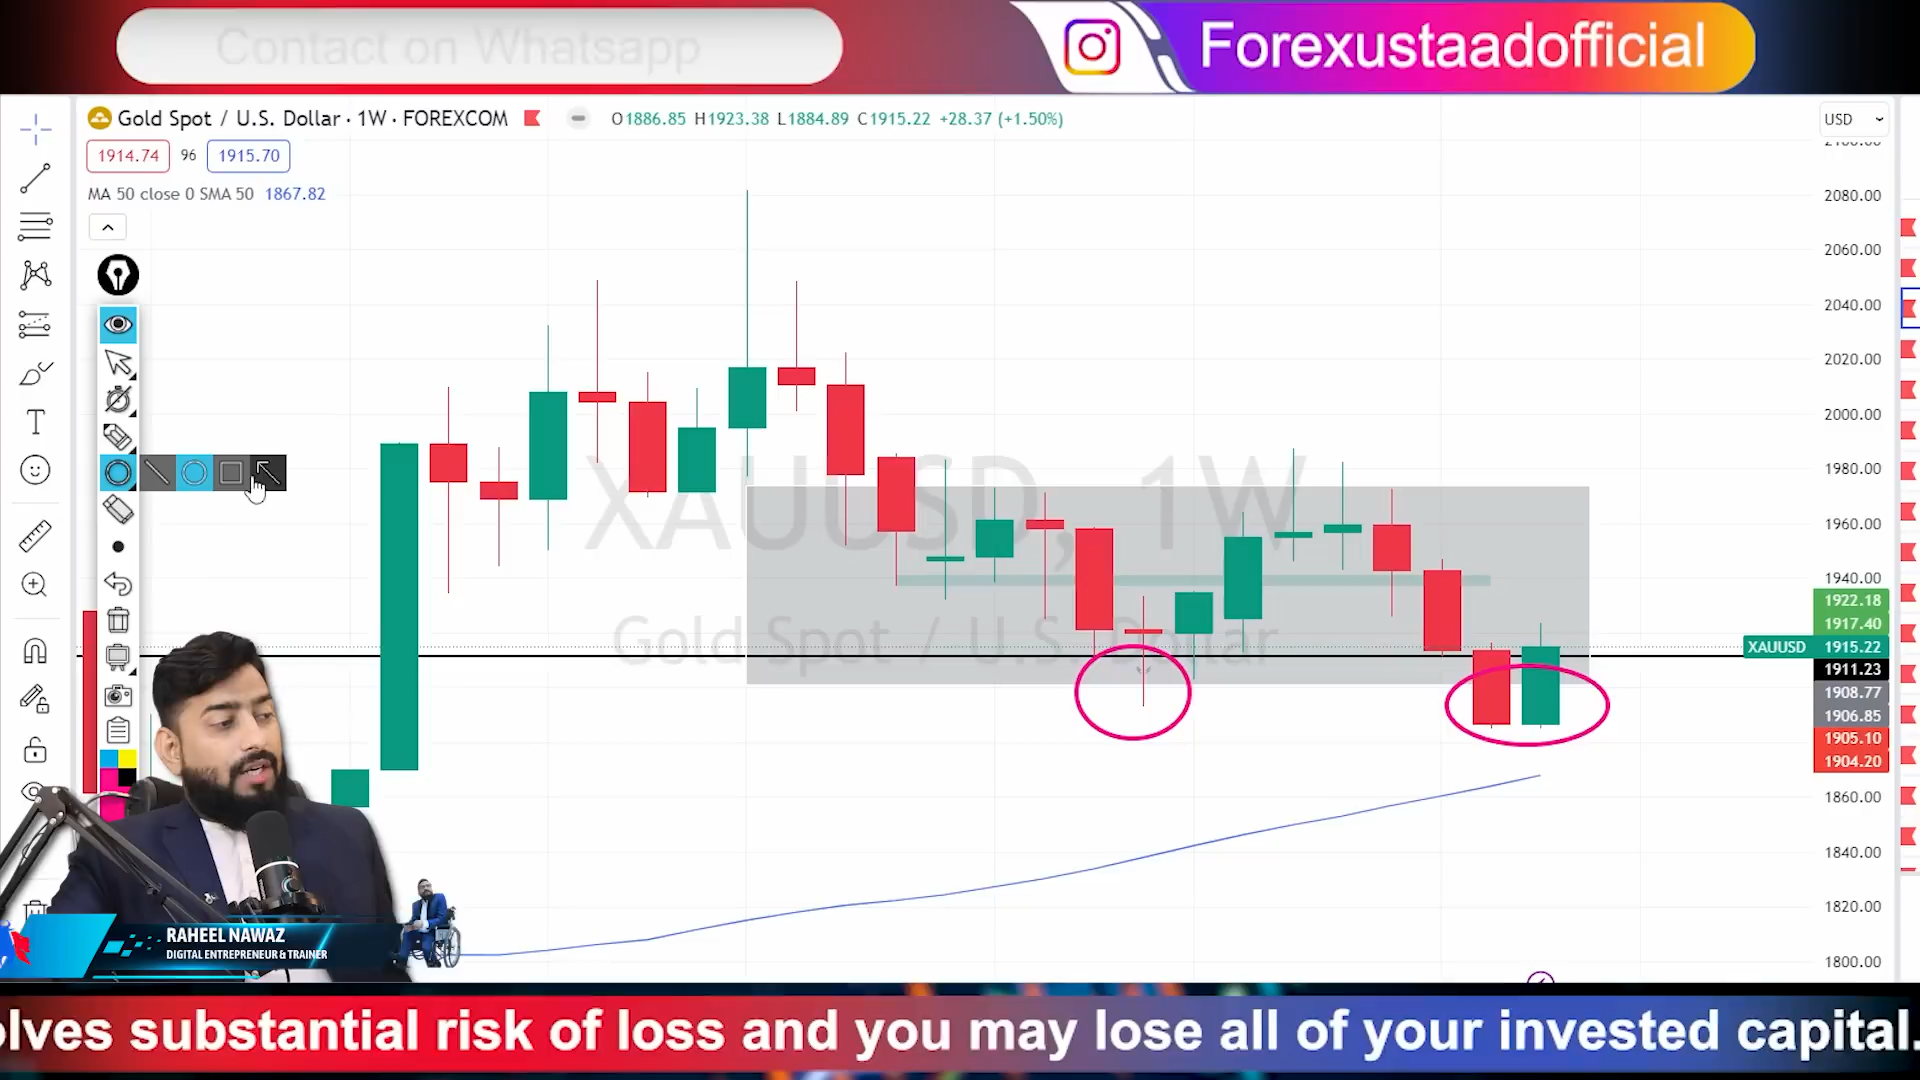 Contact on Whatsapp
Forexustaadofficial
Gold Spot / U.S. Dollar · 1W · FOREXCOM
O1886.85 H1923.38 L1884.89 C1915.22 +28.37 (+1.50%)
USD
1914.74 96 1915.70
MA 50 close 0 SMA 50 1867.82
2080.00
2060.00
2040.00
2020.00
2000.00
1980.00
1960.00
1940.00
XAUUSD, 1W
Gold Spot / U.S. Dollar
1922.18
1917.40
XAUUSD 1915.22
1911.23
1908.77
1906.85
1905.10
1904.20
1860.00
1840.00
1820.00
1800.00
RAHEEL NAWAZ
DIGITAL ENTREPRENEUR & TRAINER
olves substantial risk of loss and you may lose all of your invested capital.